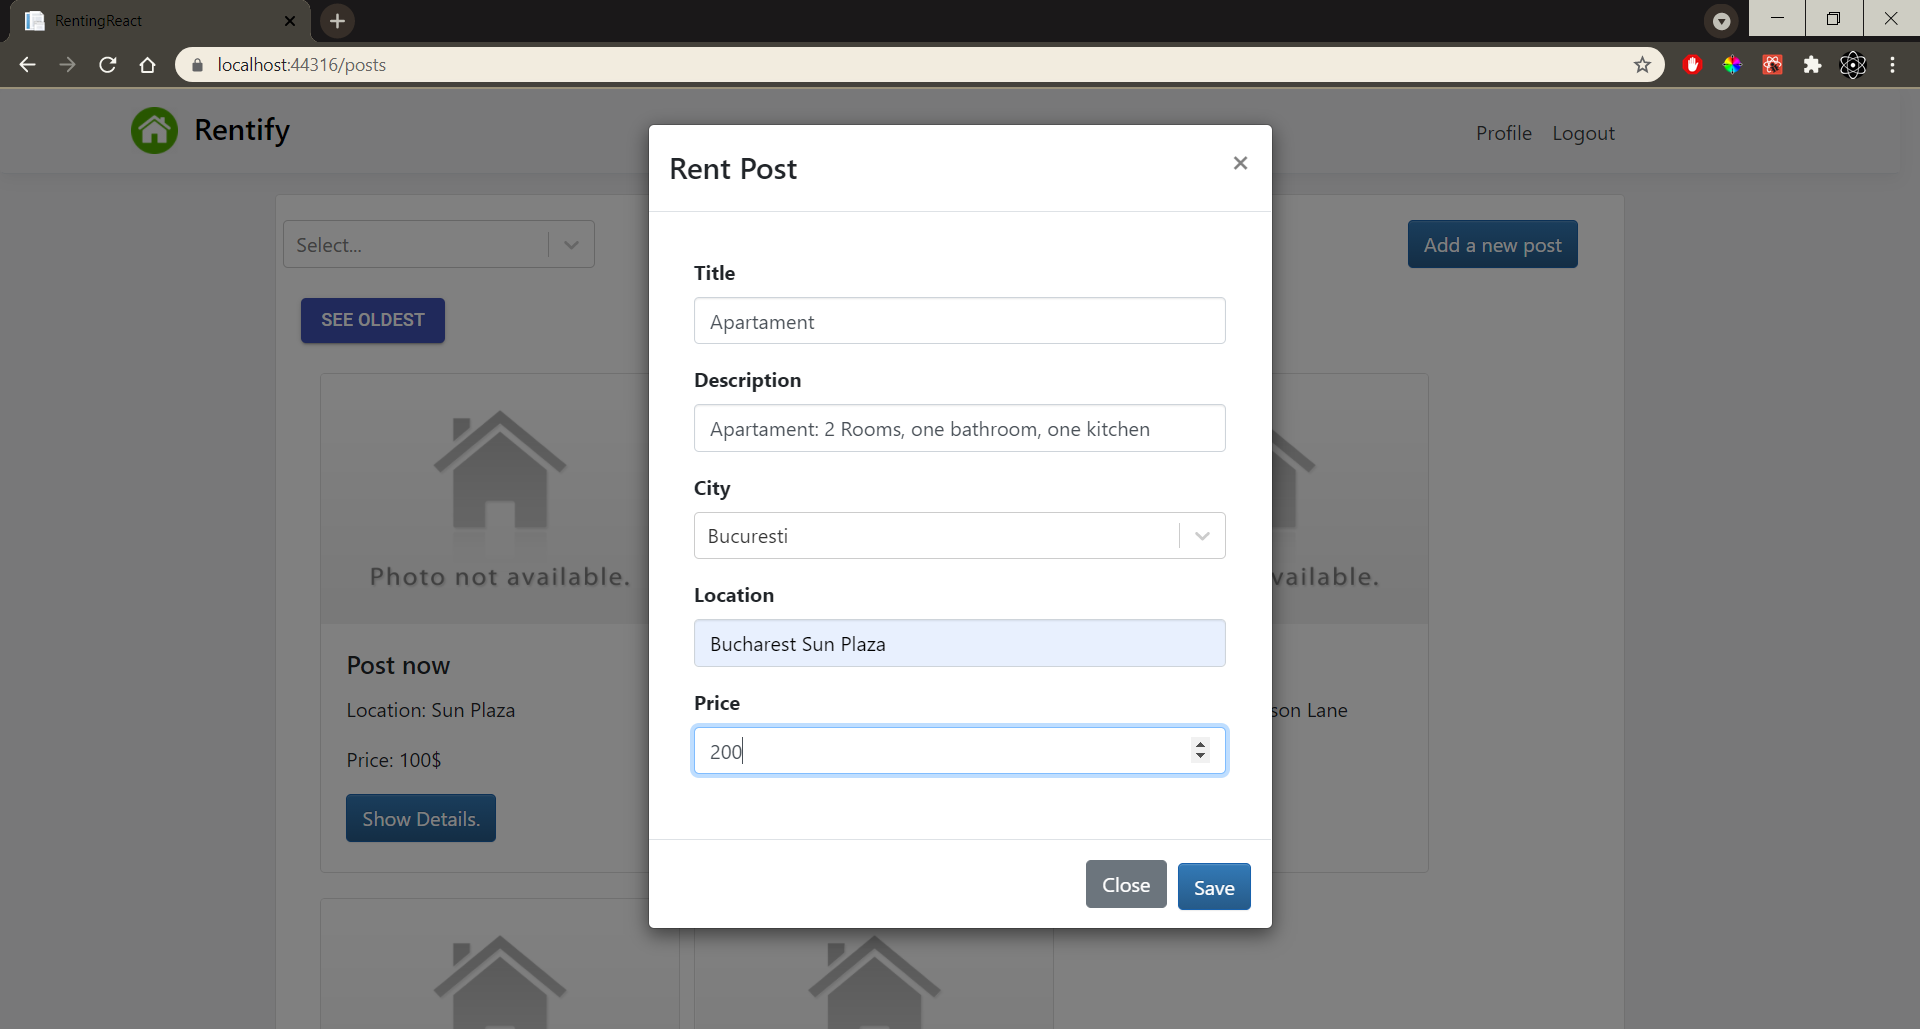 RentingReact
localhost:44316/posts
Rentify
Profile Logout
Select...
Add a new post
SEE OLDEST
Photo not available.
vailable.
Post now
Location: Sun Plaza
son Lane
Price: 100$
Show Details.
Rent Post
×
Title
Apartament
Description
Apartament: 2 Rooms, one bathroom, one kitchen
City
Bucuresti
Location
Bucharest Sun Plaza
Price
200
Close
Save